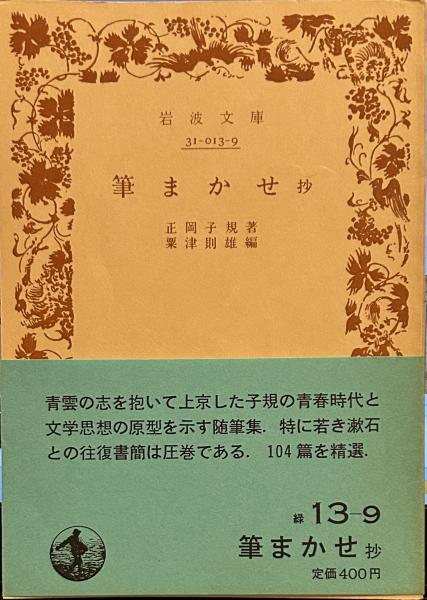 岩波文庫
31-013-9
筆まかせ 抄
正岡子規著
粟津則雄編
青雲の志を抱いて上京した子規の青春時代と
文学思想の原型を示す随筆集. 特に若き漱石
との往復書簡は圧巻である. 104篇を精選.
緑 13-9
筆まかせ 抄
定価400円